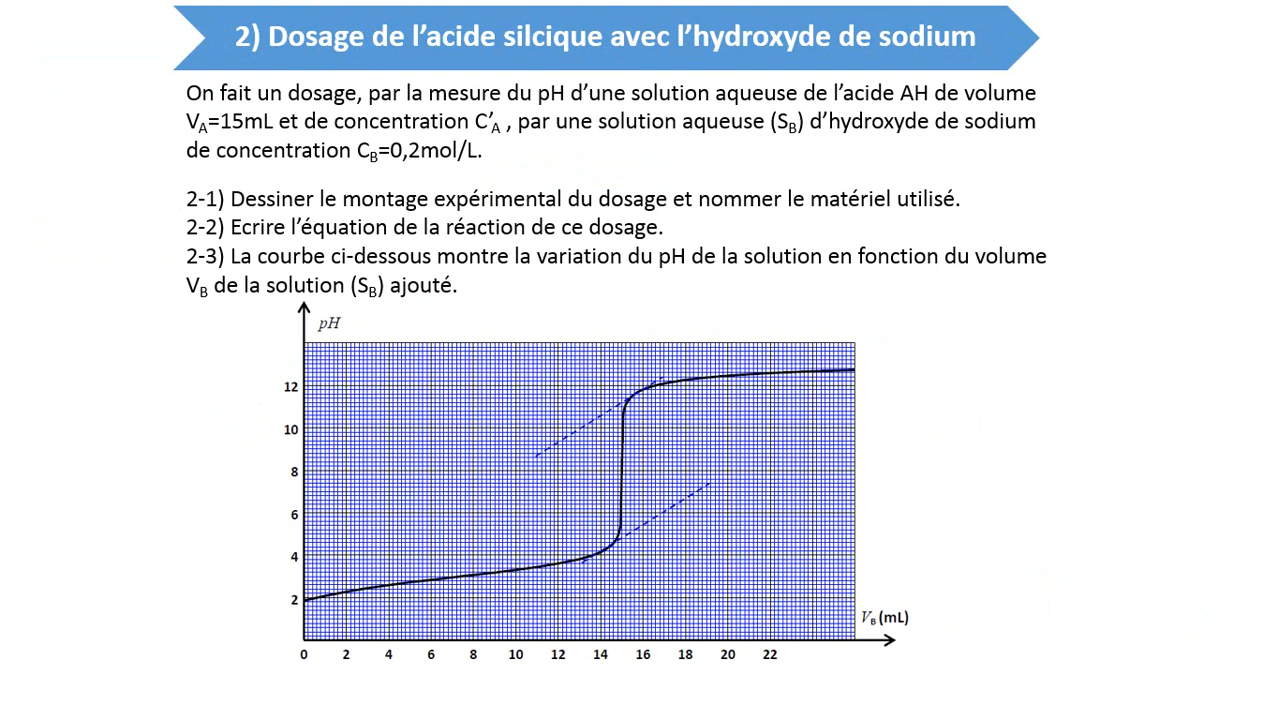 2) Dosage de l’acide silcique avec l’hydroxyde de sodium
On fait un dosage, par la mesure du pH d’une solution aqueuse de l’acide AH de volume
VA=15mL et de concentration C’A , par une solution aqueuse (SB) d’hydroxyde de sodium
de concentration CB=0,2mol/L.
2-1) Dessiner le montage expérimental du dosage et nommer le matériel utilisé.
2-2) Ecrire l’équation de la réaction de ce dosage.
2-3) La courbe ci-dessous montre la variation du pH de la solution en fonction du volume
VB de la solution (SB) ajouté.
pH
12
10
8
6
4
2
VB (mL)
0 2 4 6 8 10 12 14 16 18 20 22